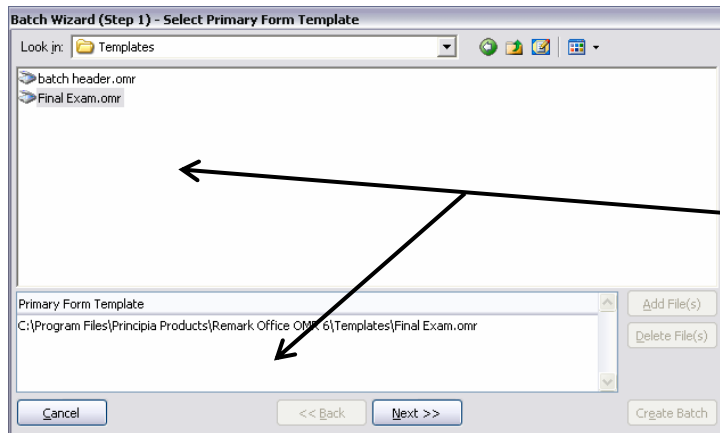 Batch Wizard (Step 1) - Select Primary Form Template
Look in: Templates
batch header.omr
Final Exam.omr
Primary Form Template
Add File(s)
C:\Program Files\Principia Products\Remark Office OMR 6\Templates\Final Exam.omr
Delete File(s)
Cancel << Back Next >> Create Batch